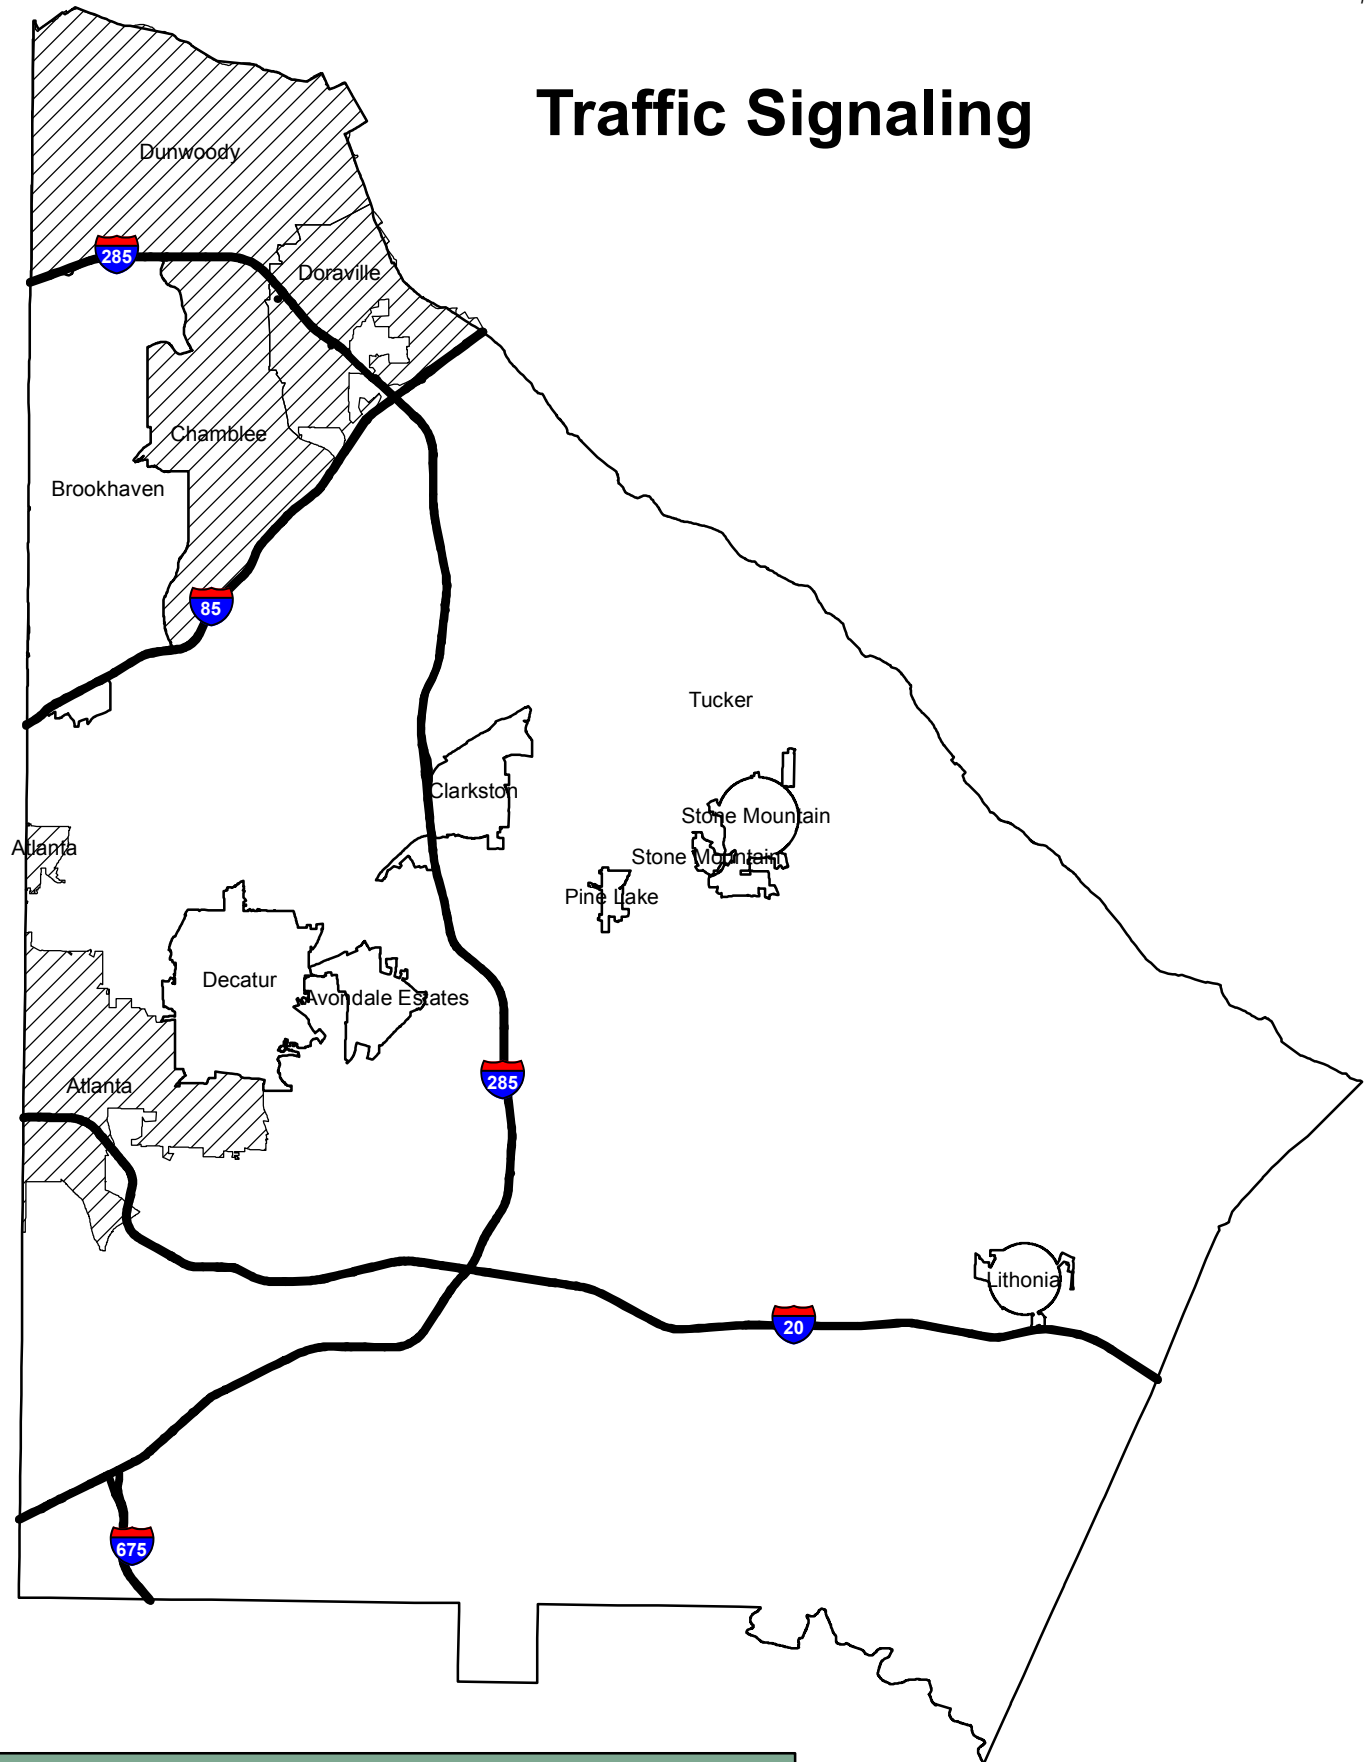 Traffic Signaling
Dunwoody
285
Doraville
Chamblee
Brookhaven
85
Tucker
Clarkston
Stone Mountain
Atlanta
Stone Mountain
Pine Lake
Decatur
Avondale Estates
285
Atlanta
Lithonia
20
675